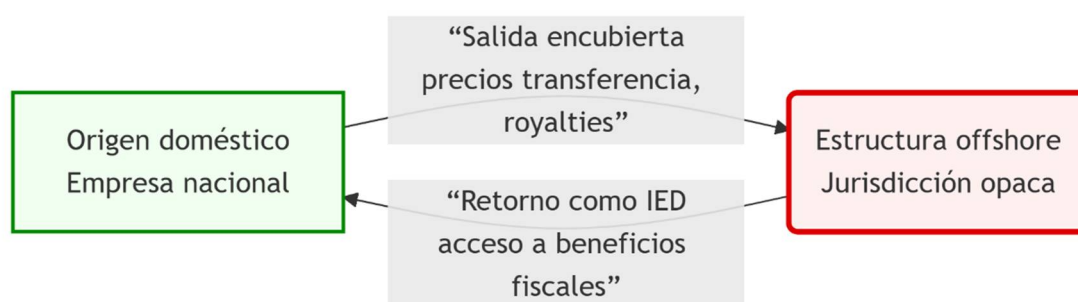 “Salida encubierta
precios transferencia,
royalties”
Origen doméstico
Empresa nacional
Estructura offshore
Jurisdicción opaca
“Retorno como IED
acceso a beneficios
fiscales”